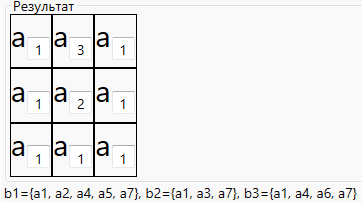 Результат
a 1 a 3 a 1
a 1 a 2 a 1
a 1 a 1 a 1
b1={a1, a2, a4, a5, a7}, b2={a1, a3, a7}, b3={a1, a4, a6, a7}